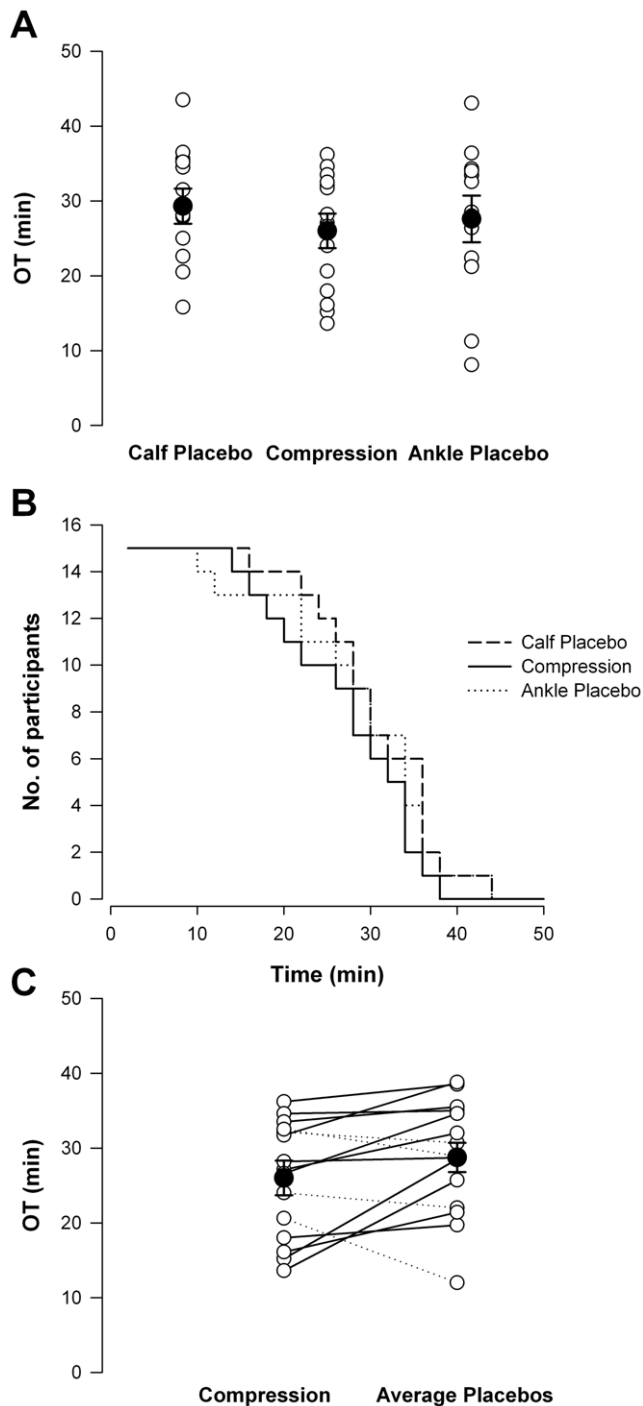 A
50
40
30
20
10
0
OT (min)
Calf Placebo Compression Ankle Placebo
B
16
14
12
10
8
6
4
2
0
No. of participants
Calf Placebo
Compression
Ankle Placebo
0 10 20 30 40 50
Time (min)
C
50
40
30
20
10
0
OT (min)
Compression Average Placebos